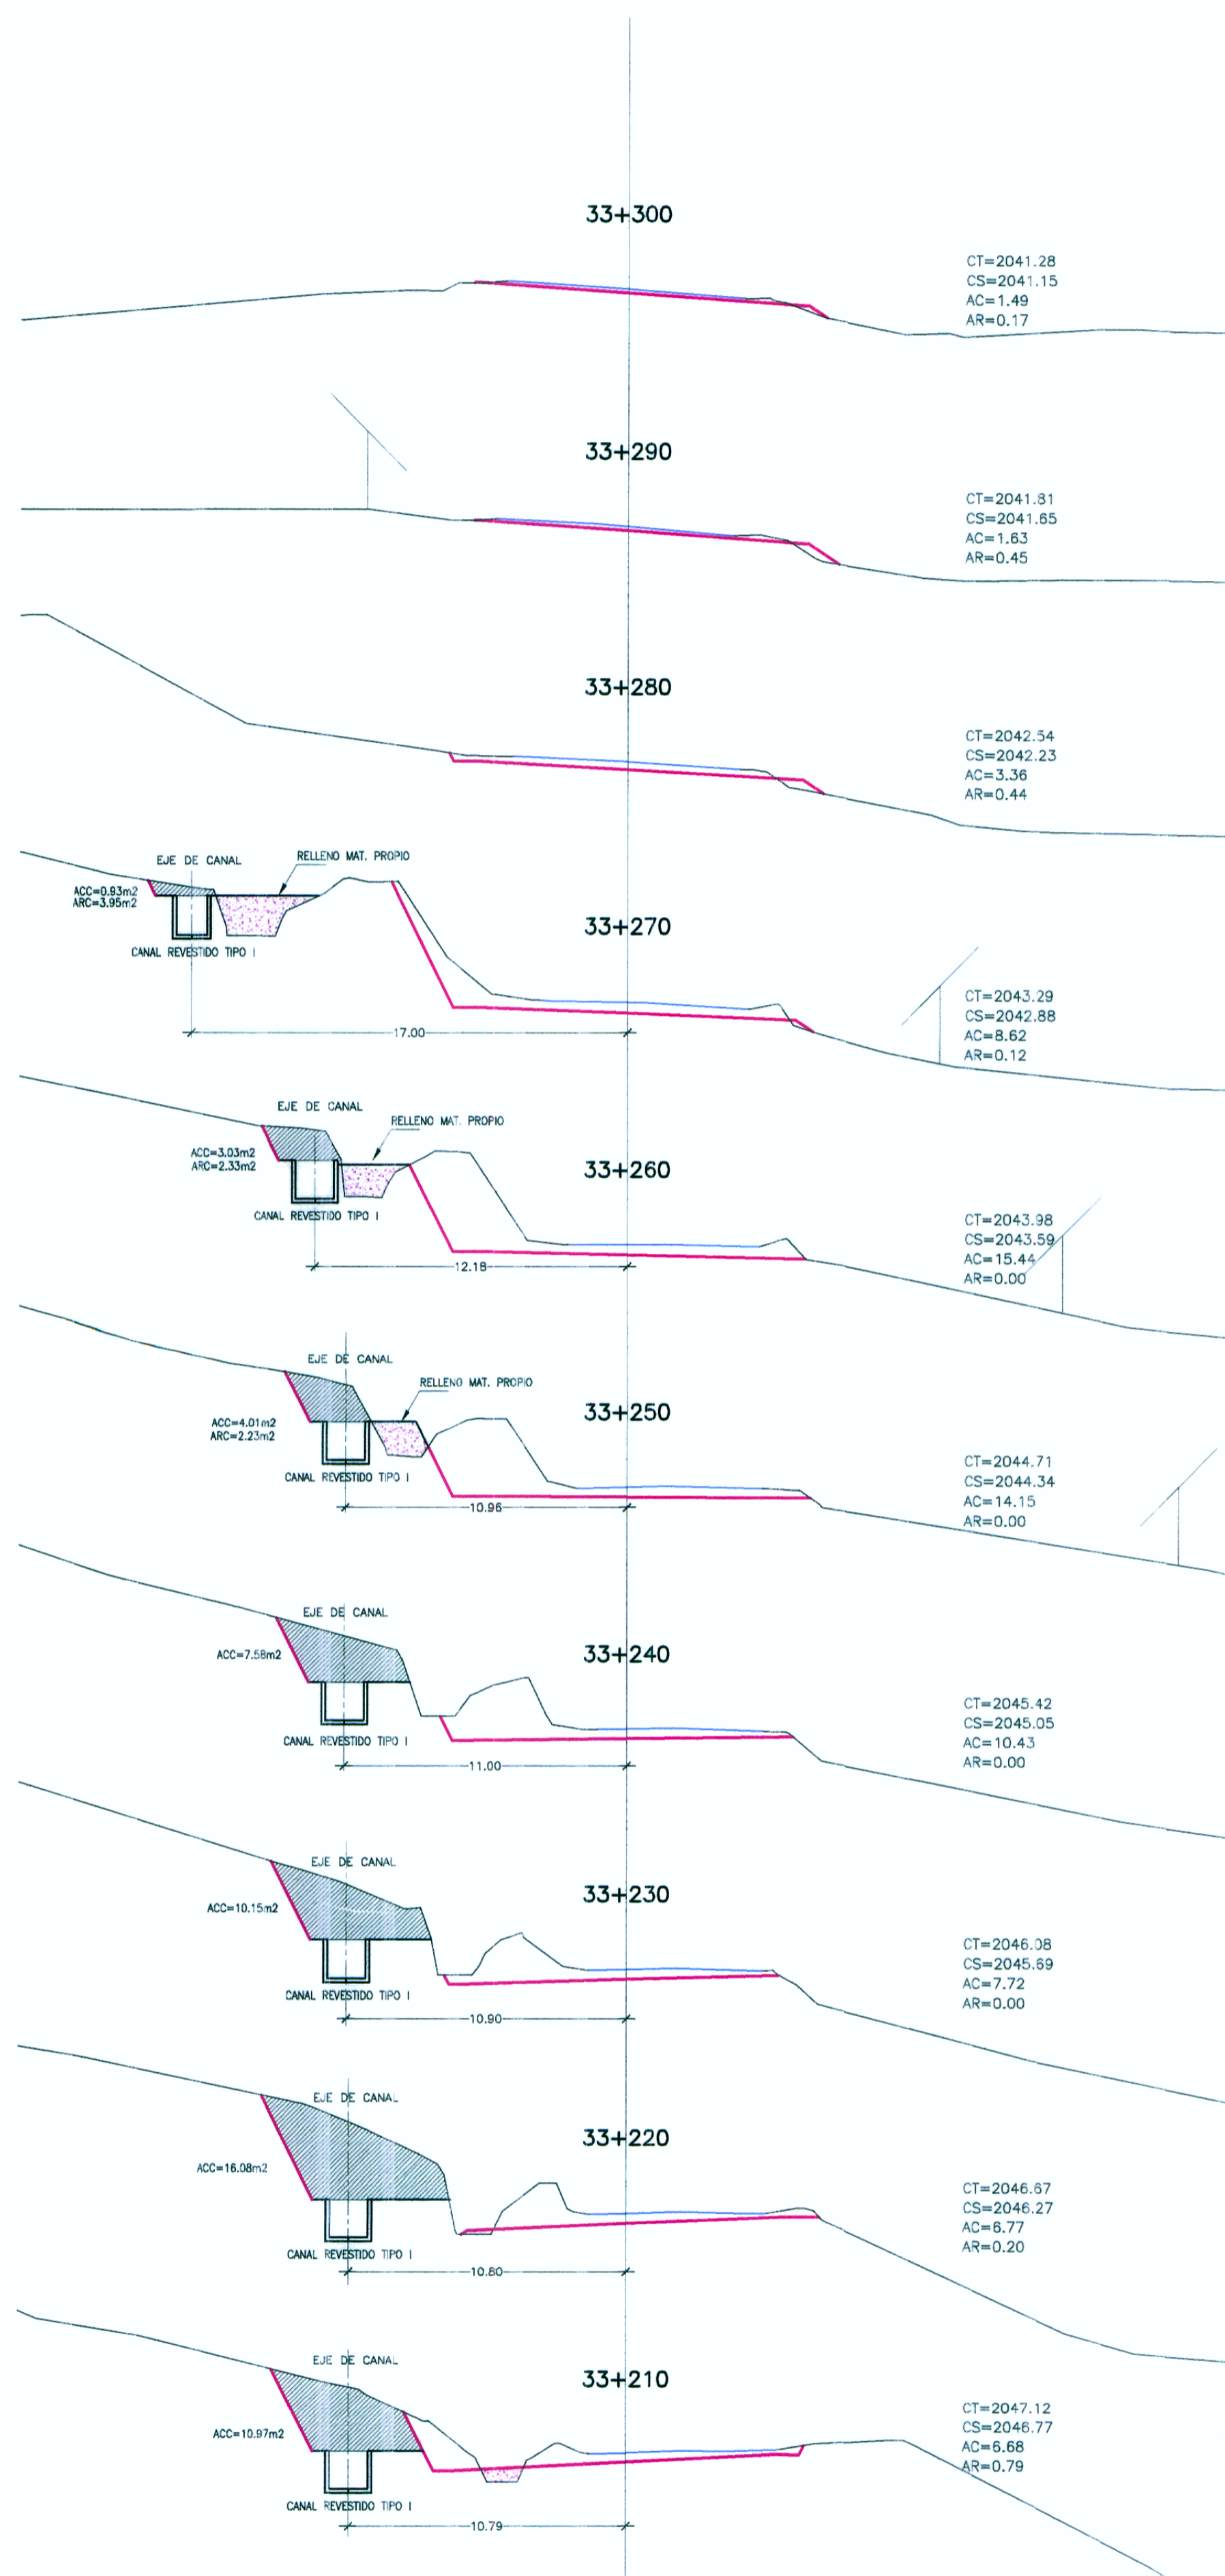 33+300
CT=2041.28
CS=2041.15
AC=1.49
AR=0.17
33+290
CT=2041.81
CS=2041.65
AC=1.63
AR=0.45
33+280
CT=2042.54
CS=2042.23
AC=3.36
AR=0.44
EJE DE CANAL
RELLENO MAT. PROPIO
ACC=0.93m2
ARC=3.95m2
CANAL REVESTIDO TIPO I
33+270
17.00
CT=2043.29
CS=2042.88
AC=8.62
AR=0.12
EJE DE CANAL
RELLENO MAT. PROPIO
ACC=3.03m2
ARC=2.33m2
CANAL REVESTIDO TIPO I
33+260
12.18
CT=2043.98
CS=2043.59
AC=15.44
AR=0.00
EJE DE CANAL
RELLENO MAT. PROPIO
ACC=4.01m2
ARC=2.23m2
CANAL REVESTIDO TIPO I
33+250
10.96
CT=2044.71
CS=2044.34
AC=14.15
AR=0.00
EJE DE CANAL
ACC=7.58m2
CANAL REVESTIDO TIPO I
33+240
11.00
CT=2045.42
CS=2045.05
AC=10.43
AR=0.00
EJE DE CANAL
ACC=10.15m2
CANAL REVESTIDO TIPO I
33+230
10.90
CT=2046.08
CS=2045.69
AC=7.72
AR=0.00
EJE DE CANAL
ACC=16.08m2
CANAL REVESTIDO TIPO I
33+220
10.80
CT=2046.67
CS=2046.27
AC=6.77
AR=0.20
EJE DE CANAL
ACC=10.97m2
CANAL REVESTIDO TIPO I
33+210
10.79
CT=2047.12
CS=2046.77
AC=6.68
AR=0.79